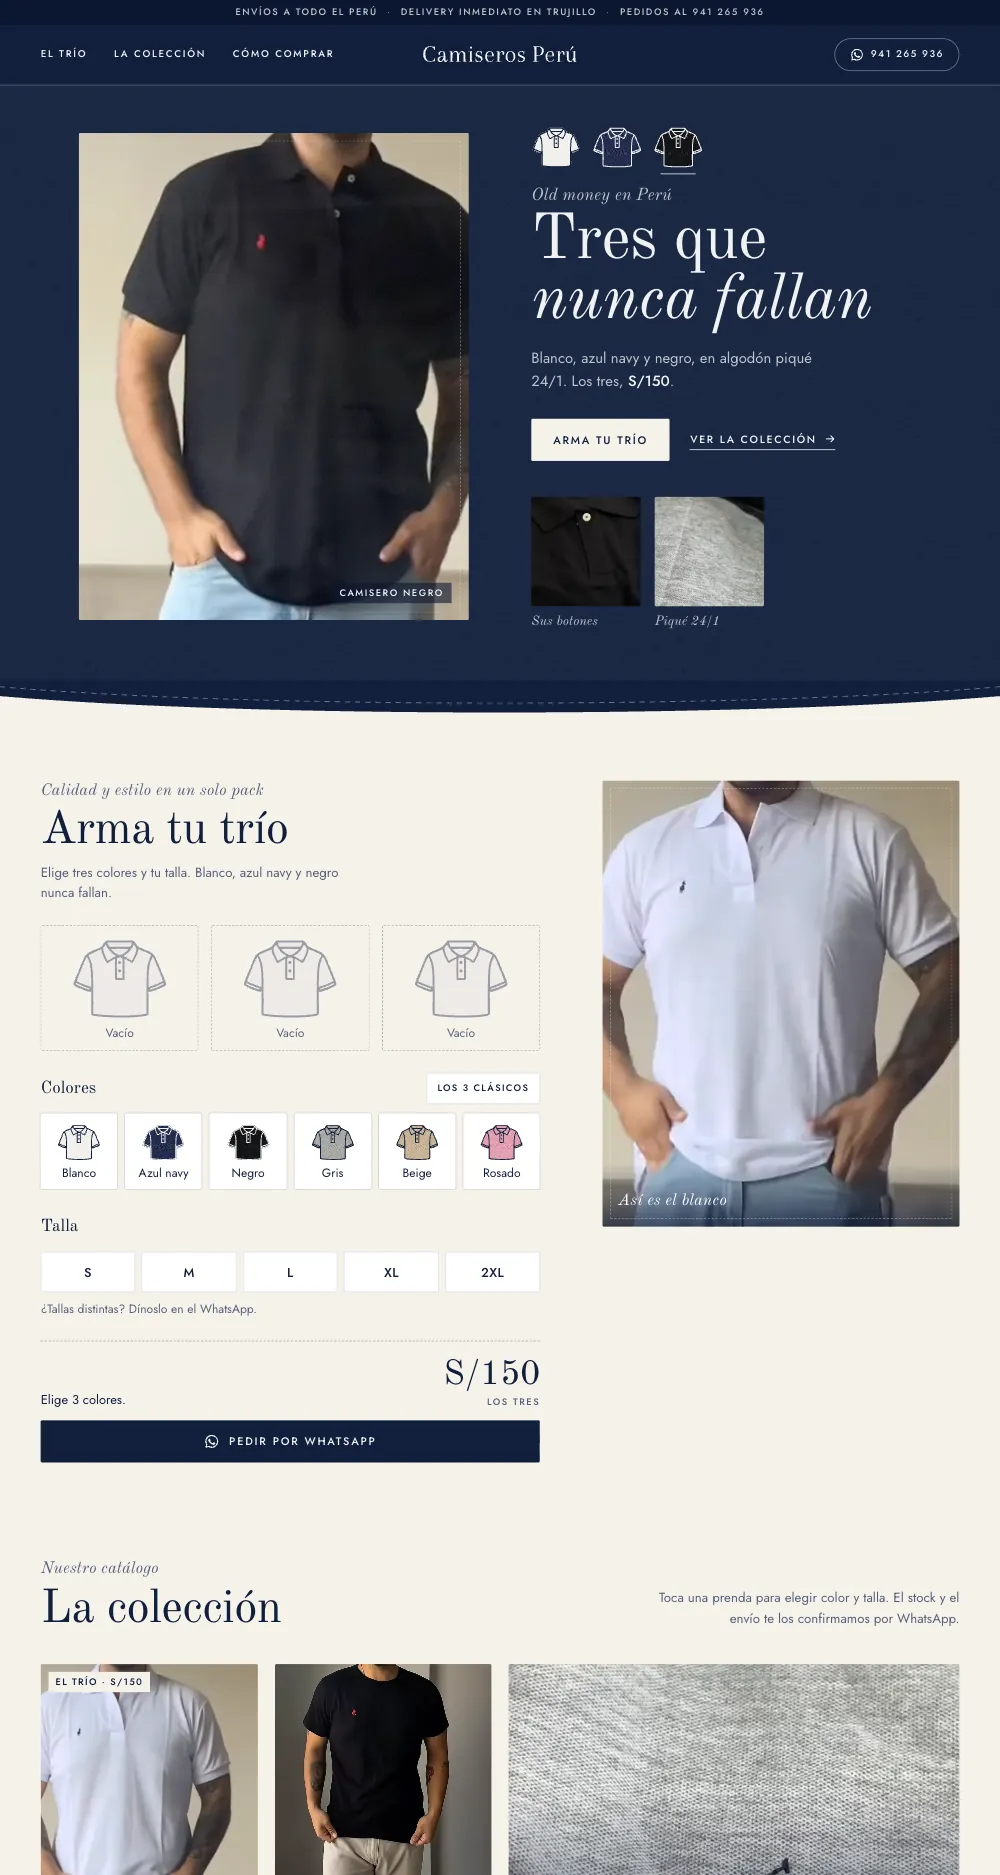 ENVÍOS A TODO EL PERÚ · DELIVERY INMEDIATO EN TRUJILLO · PEDIDOS AL 941 265 936
EL TRÍO LA COLECCIÓN CÓMO COMPRAR
Camiseros Perú
941 265 936
Old money en Perú
Tres que
nunca fallan
Blanco, azul navy y negro, en algodón piqué
24/1. Los tres, S/150.
ARMA TU TRÍO VER LA COLECCIÓN →
CAMISERO NEGRO
Sus botones Piqué 24/1
Calidad y estilo en un solo pack
Arma tu trío
Elige tres colores y tu talla. Blanco, azul navy y negro
nunca fallan.
Vacío Vacío Vacío
Colores LOS 3 CLÁSICOS
Blanco Azul navy Negro Gris Beige Rosado
Así es el blanco
Talla
S M L XL 2XL
¿Tallas distintas? Dínoslo en el WhatsApp.
S/150
Elige 3 colores. LOS TRES
PEDIR POR WHATSAPP
Nuestro catálogo
La colección
Toca una prenda para elegir color y talla. El stock y el
envío te los confirmamos por WhatsApp.
EL TRÍO · S/150